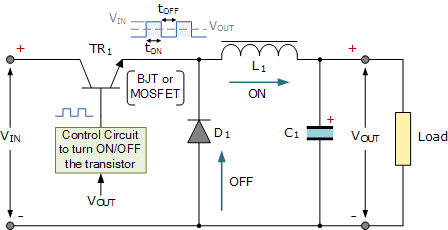 tOFF
VIN
VOUT
tON
+
TR1
L1
+
BJT or
MOSFET
ON
VIN
Control Circuit
to turn ON/OFF
the transistor
D1
C1
+
VOUT
Load
OFF
VOUT
-
-